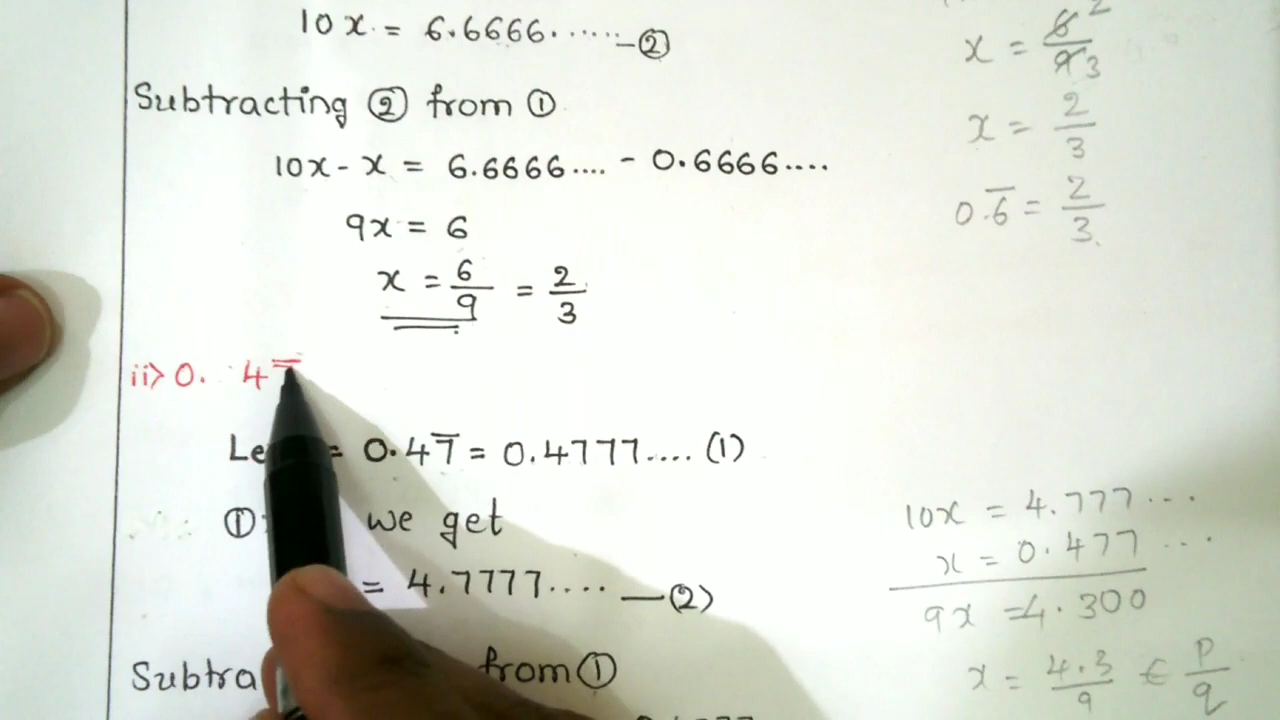 10x = 6.6666...... —②
Subtracting ② from ①
10x - x = 6.6666.... - 0.6666....
9x = 6
x = 6/9 = 2/3
ii> 0. 4
= 0.47̅ = 0.4777.... (1)
① we get
= 4.7777.... —(2)
from ①
x = 6/9 2 3
x = 2/3
0.6̅ = 2/3
10x = 4.777...
x = 0.477...
9x = 4.300
x = 4.3/9 ∈ p/q